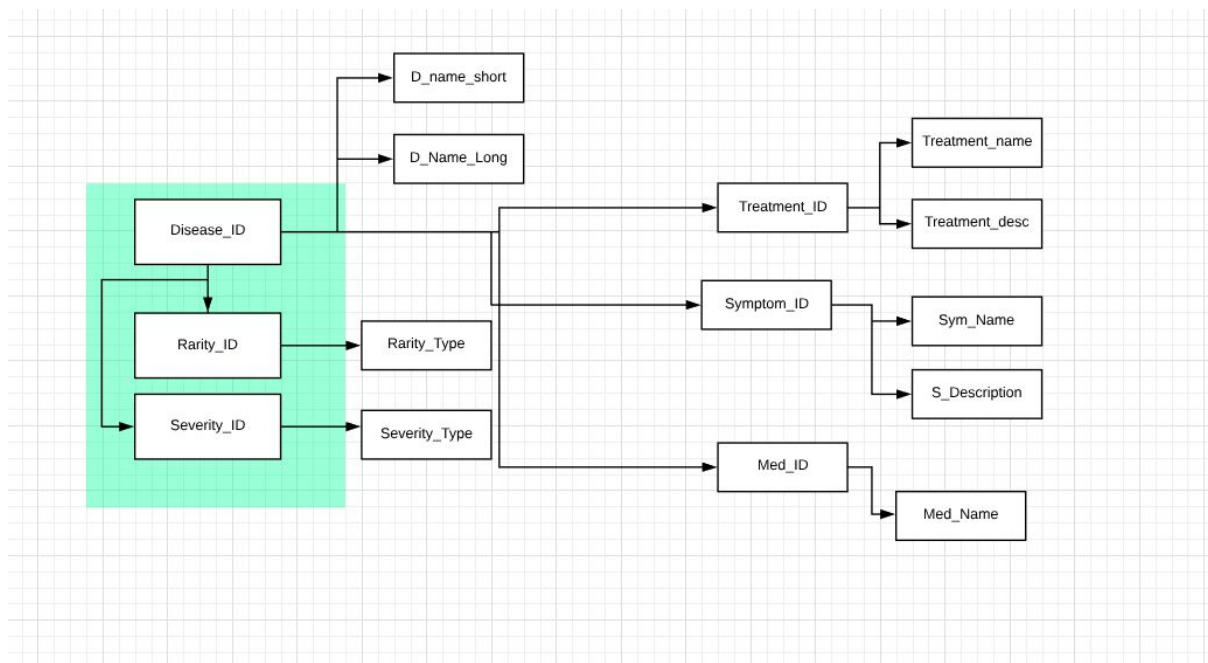 D_name_short
D_Name_Long
Treatment_name
Treatment_ID
Treatment_desc
Disease_ID
Symptom_ID
Sym_Name
Rarity_ID
Rarity_Type
S_Description
Severity_ID
Severity_Type
Med_ID
Med_Name